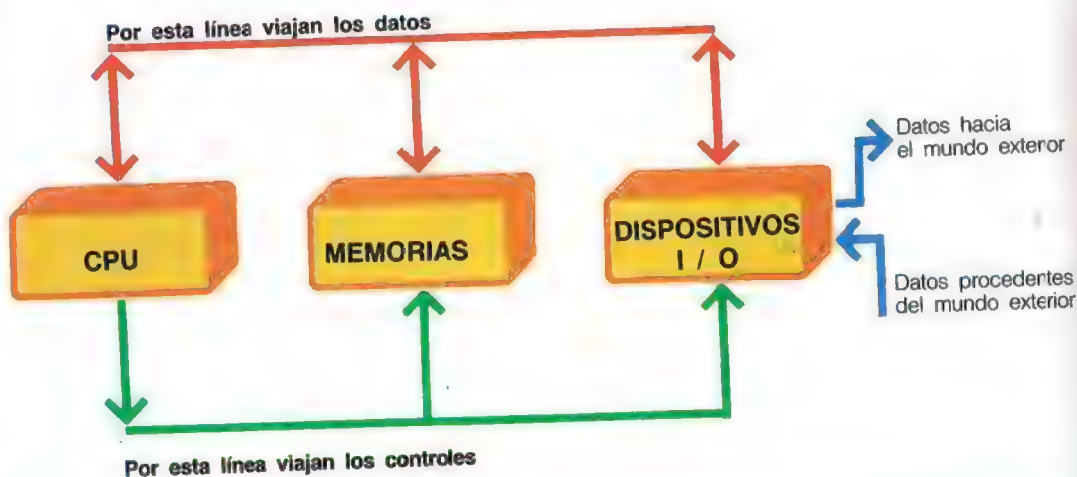 Por esta línea viajan los datos
Datos hacia
el mundo exterior
CPU
MEMORIAS
DISPOSITIVOS
I / O
Datos procedentes
del mundo exterior
Por esta línea viajan los controles